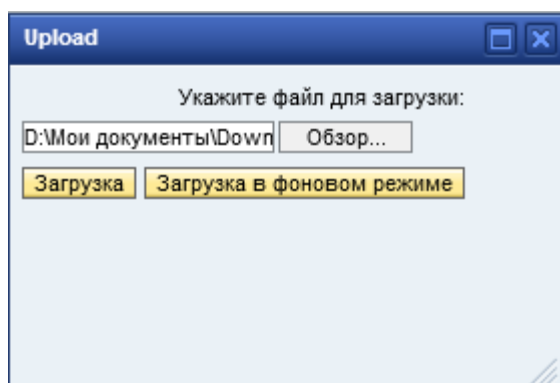 Upload
Укажите файл для загрузки:
D:\Мои документы\Down Обзор...
Загрузка Загрузка в фоновом режиме